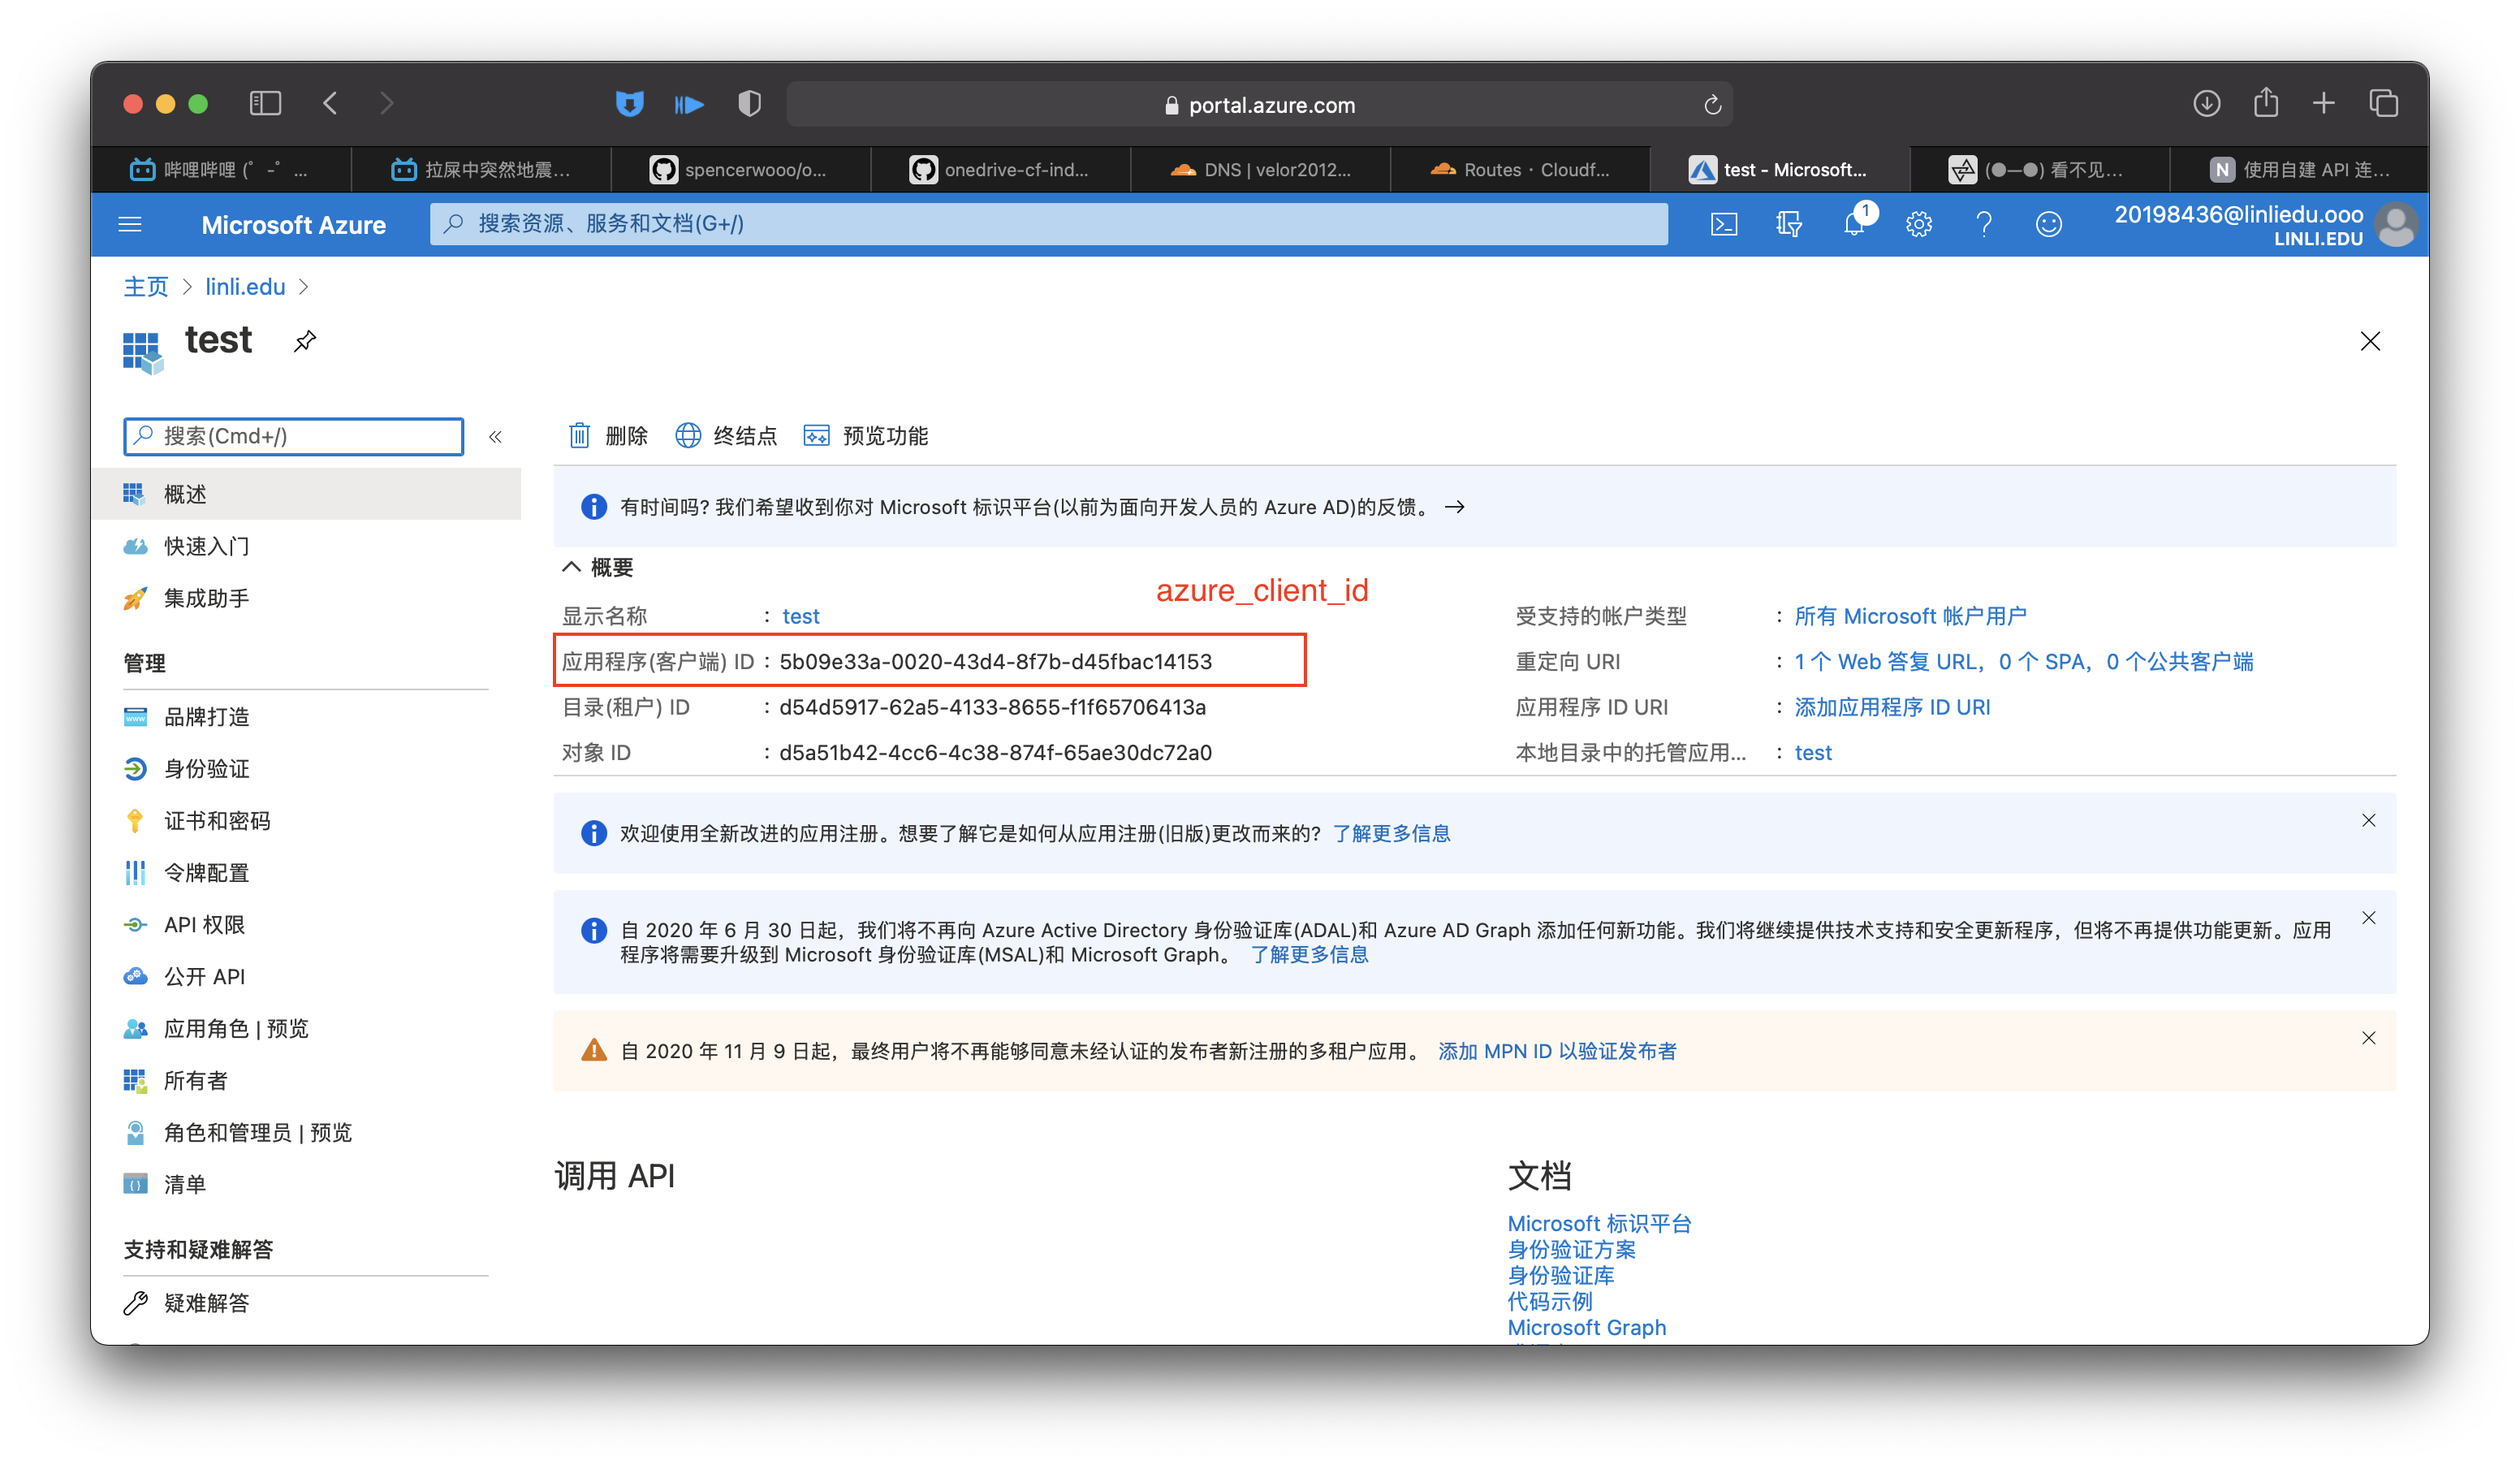 portal.azure.com
哔哩哔哩 (゜-゜...
拉屎中突然地震...
spencerwooo/o...
onedrive-cf-ind...
DNS | velor2012...
Routes · Cloudf...
test - Microsoft...
(●—●) 看不见...
N 使用自建 API 连...
Microsoft Azure
搜索资源、服务和文档(G+/)
1
20198436@linliedu.ooo
LINLI.EDU
主页 > linli.edu >
test
搜索(Cmd+/)
«
删除 终结点 预览功能
概述
有时间吗? 我们希望收到你对 Microsoft 标识平台(以前为面向开发人员的 Azure AD)的反馈。 →
快速入门
集成助手
概要
azure_client_id
显示名称 : test
受支持的帐户类型 : 所有 Microsoft 帐户用户
应用程序(客户端) ID : 5b09e33a-0020-43d4-8f7b-d45fbac14153
重定向 URI : 1 个 Web 答复 URL，0 个 SPA，0 个公共客户端
目录(租户) ID : d54d5917-62a5-4133-8655-f1f65706413a
应用程序 ID URI : 添加应用程序 ID URI
对象 ID : d5a51b42-4cc6-4c38-874f-65ae30dc72a0
本地目录中的托管应用... : test
管理
品牌打造
身份验证
证书和密码
令牌配置
API 权限
公开 API
应用角色 | 预览
所有者
角色和管理员 | 预览
清单
支持和疑难解答
疑难解答
欢迎使用全新改进的应用注册。想要了解它是如何从应用注册(旧版)更改而来的? 了解更多信息
自 2020 年 6 月 30 日起，我们将不再向 Azure Active Directory 身份验证库(ADAL)和 Azure AD Graph 添加任何新功能。我们将继续提供技术支持和安全更新程序，但将不再提供功能更新。应用
程序将需要升级到 Microsoft 身份验证库(MSAL)和 Microsoft Graph。 了解更多信息
自 2020 年 11 月 9 日起，最终用户将不再能够同意未经认证的发布者新注册的多租户应用。 添加 MPN ID 以验证发布者
调用 API
文档
Microsoft 标识平台
身份验证方案
身份验证库
代码示例
Microsoft Graph